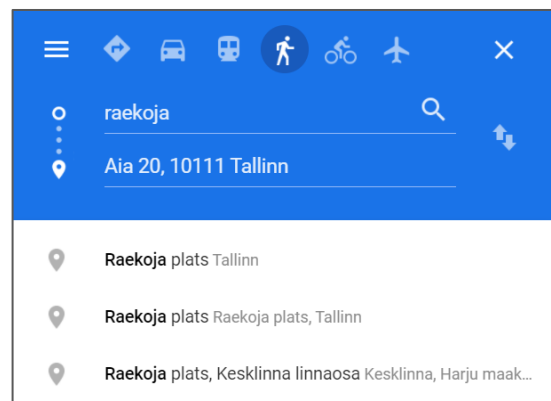 raekoja
Aia 20, 10111 Tallinn
Raekoja plats Tallinn
Raekoja plats Raekoja plats, Tallinn
Raekoja plats, Kesklinna linnaosa Kesklinna, Harju maak...